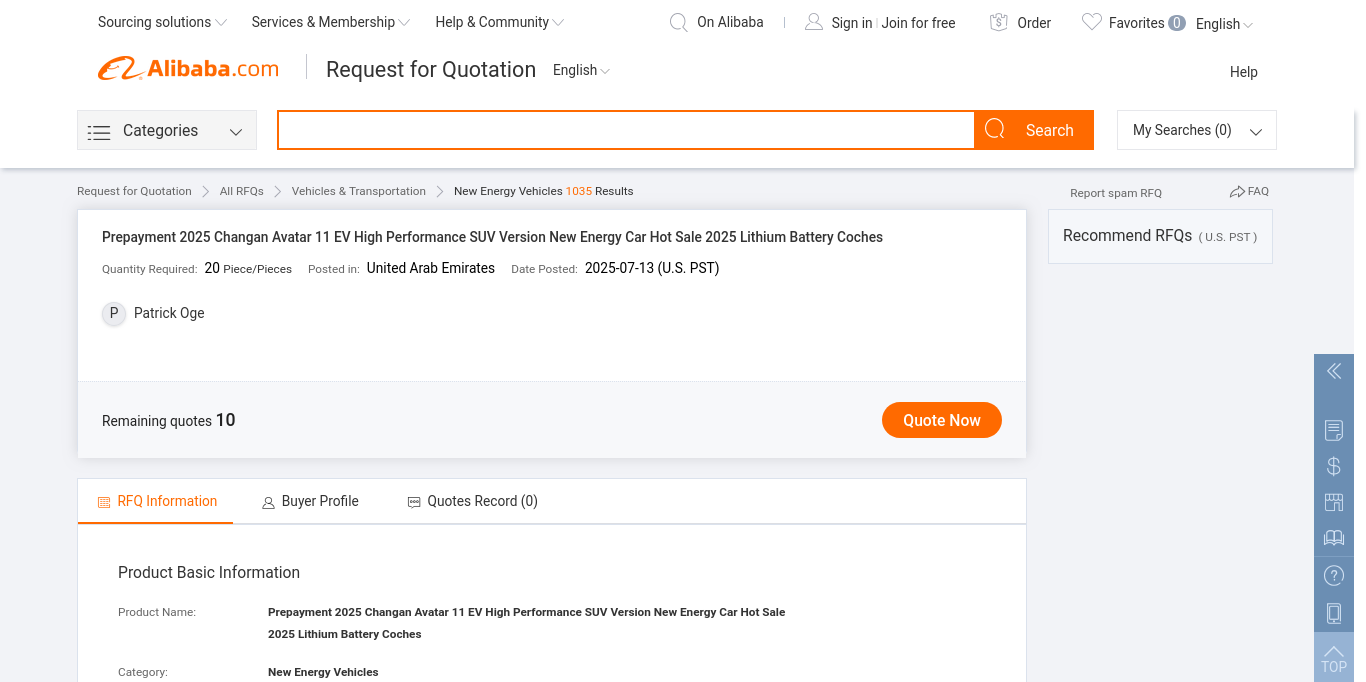 Sourcing solutions Services & Membership Help & Community On Alibaba Sign in Join for free Order Favorites 0 English
Alibaba.com Request for Quotation English Help
Categories Search My Searches (0)
Request for Quotation All RFQs Vehicles & Transportation New Energy Vehicles 1035 Results Report spam RFQ FAQ
Prepayment 2025 Changan Avatar 11 EV High Performance SUV Version New Energy Car Hot Sale 2025 Lithium Battery Coches
Recommend RFQs ( U.S. PST )
Quantity Required: 20 Piece/Pieces Posted in: United Arab Emirates Date Posted: 2025-07-13 (U.S. PST)
P Patrick Oge
Remaining quotes 10 Quote Now
RFQ Information Buyer Profile Quotes Record (0)
Product Basic Information
Product Name: Prepayment 2025 Changan Avatar 11 EV High Performance SUV Version New Energy Car Hot Sale
2025 Lithium Battery Coches
Category: New Energy Vehicles
TOP